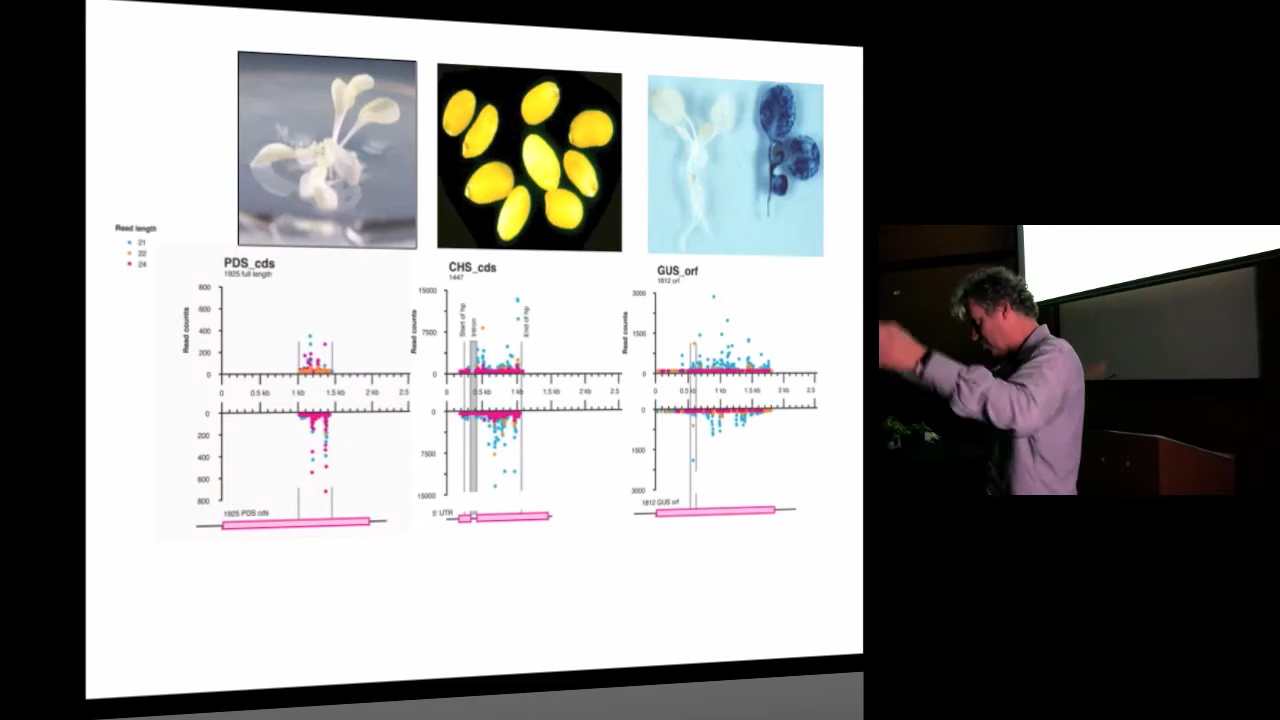 Read length
21
22
24
PDS_cds
1925 full length
Read counts
800
600
400
200
0
0
0.5 kb
1 kb
1.5 kb
2 kb
2.5
0
200
400
600
800
1925 PDS cds
CHS_cds
1447
Read counts
15000
7500
0
Start of hp
Intron
End of hp
0
0.5 kb
1 kb
1.5 kb
2 kb
2.5
0
7500
15000
5' UTR
GUS_orf
1812 orf
Read counts
3000
1500
0
0
0.5 kb
1 kb
1.5 kb
2 kb
2.5
0
1500
3000
1812 GUS orf